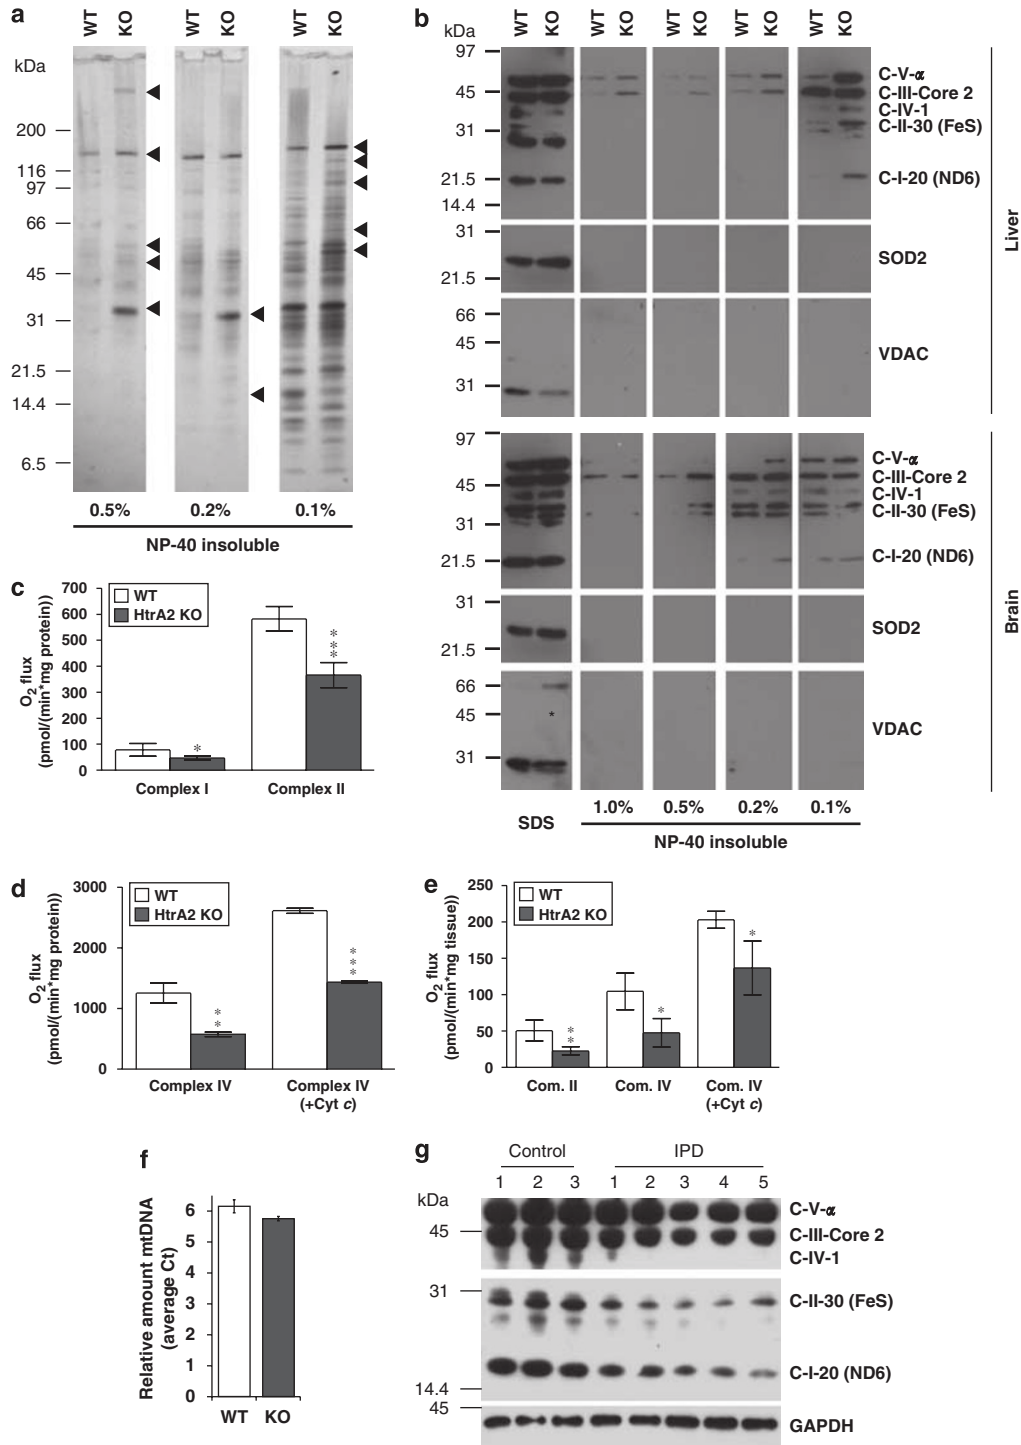 a
WT KO WT KO WT KO
kDa
200
116
97
66
45
31
21.5
14.4
6.5
0.5% 0.2% 0.1%
NP-40 insoluble
b
WT KO WT KO WT KO WT KO WT KO
kDa
97
45
31
21.5
14.4
C-V-α
C-III-Core 2
C-IV-1
C-II-30 (FeS)
C-I-20 (ND6)
31
21.5
SOD2
66
45
31
VDAC
Liver
97
45
31
21.5
C-V-α
C-III-Core 2
C-IV-1
C-II-30 (FeS)
C-I-20 (ND6)
31
21.5
SOD2
66
45
31
*
VDAC
Brain
SDS
1.0% 0.5% 0.2% 0.1%
NP-40 insoluble
c
O2 flux
(pmol/(min*mg protein))
700
600
500
400
300
200
100
0
WT
HtrA2 KO
*
***
Complex I Complex II
d
O2 flux
(pmol/(min*mg protein))
3000
2000
1000
0
WT
HtrA2 KO
**
***
Complex IV Complex IV
(+Cyt c)
e
O2 flux
(pmol/(min*mg tissue))
250
200
150
100
50
0
WT
HtrA2 KO
**
*
*
Com. II Com. IV Com. IV
(+Cyt c)
f
Relative amount mtDNA
(average Ct)
6
5
4
3
2
1
0
WT KO
g
Control IPD
1 2 3 1 2 3 4 5
kDa
45
C-V-α
C-III-Core 2
C-IV-1
31
C-II-30 (FeS)
C-I-20 (ND6)
14.4
45
GAPDH